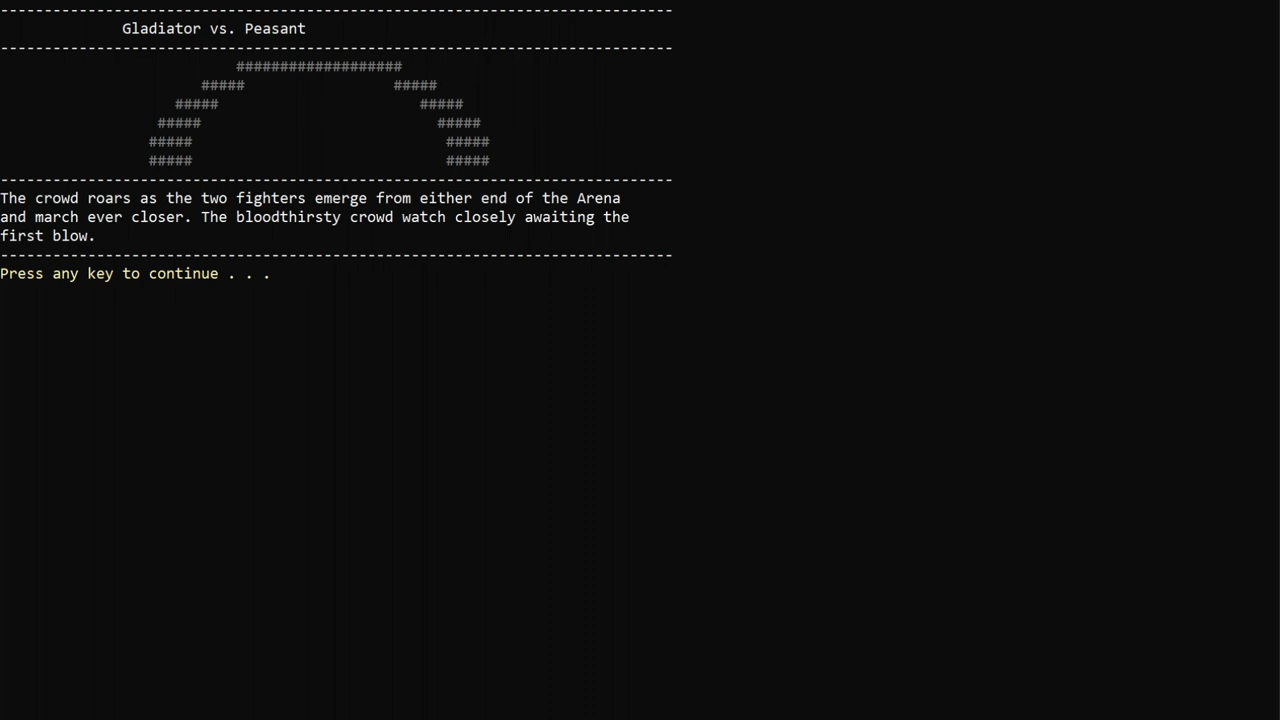 -----------------------------------------------------------------------------
              Gladiator vs. Peasant
-----------------------------------------------------------------------------
                           ###################
                       #####                 #####
                    #####                       #####
                  #####                           #####
                 #####                             #####
                 #####                             #####
-----------------------------------------------------------------------------
The crowd roars as the two fighters emerge from either end of the Arena
and march ever closer. The bloodthirsty crowd watch closely awaiting the
first blow.
-----------------------------------------------------------------------------
Press any key to continue . . .